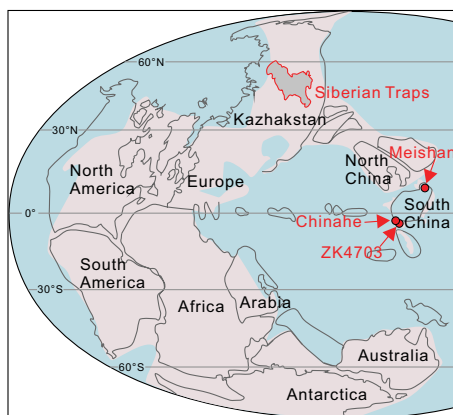 60°N
Siberian Traps
Kazhakstan
30°N
Meishan
North
China
North
America
Europe
0°
South
China
Chinahe
ZK4703
South
America
Africa
Arabia
30°S
Australia
60°S
Antarctica